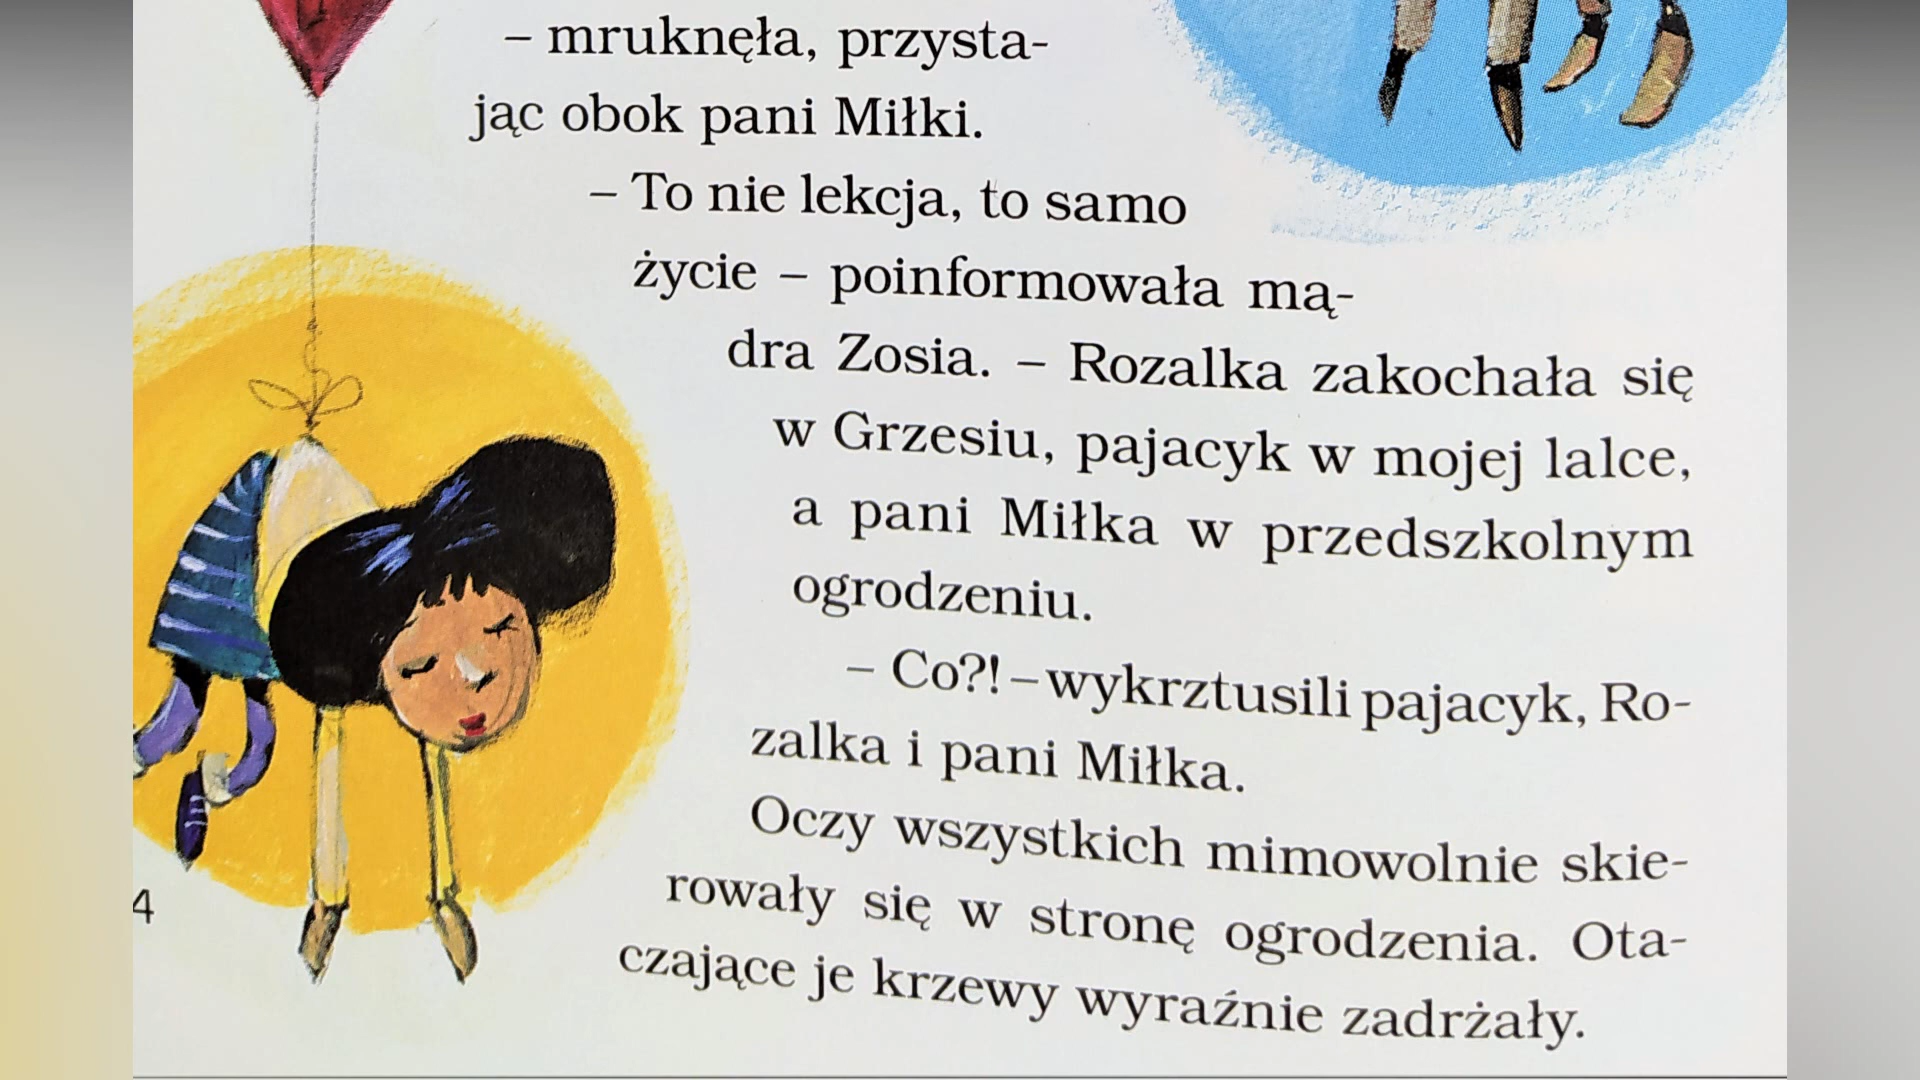 – mruknęła, przysta-
jąc obok pani Miłki.
– To nie lekcja, to samo
życie – poinformowała mą-
dra Zosia. – Rozalka zakochała się
w Grzesiu, pajacyk w mojej lalce,
a pani Miłka w przedszkolnym
ogrodzeniu.
– Co?! – wykrztusili pajacyk, Ro-
zalka i pani Miłka.
Oczy wszystkich mimowolnie skie-
rowały się w stronę ogrodzenia. Ota-
czające je krzewy wyraźnie zadrżały.
4